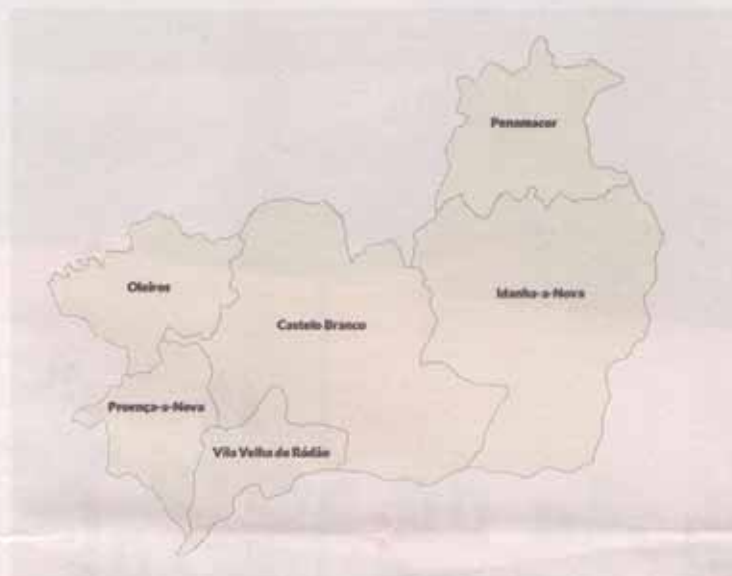 Penamacor
Oleiros
Idanha-a-Nova
Castelo Branco
Proença-a-Nova
Vila Velha de Ródão